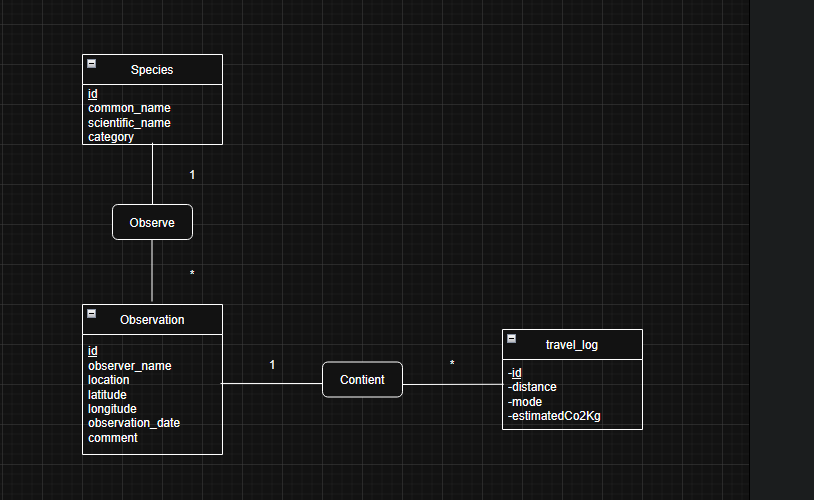 Species
id
common_name
scientific_name
category
1
Observe
*
Observation
id
observer_name
location
latitude
longitude
observation_date
comment
1
Contient
*
travel_log
-id
-distance
-mode
-estimatedCo2Kg